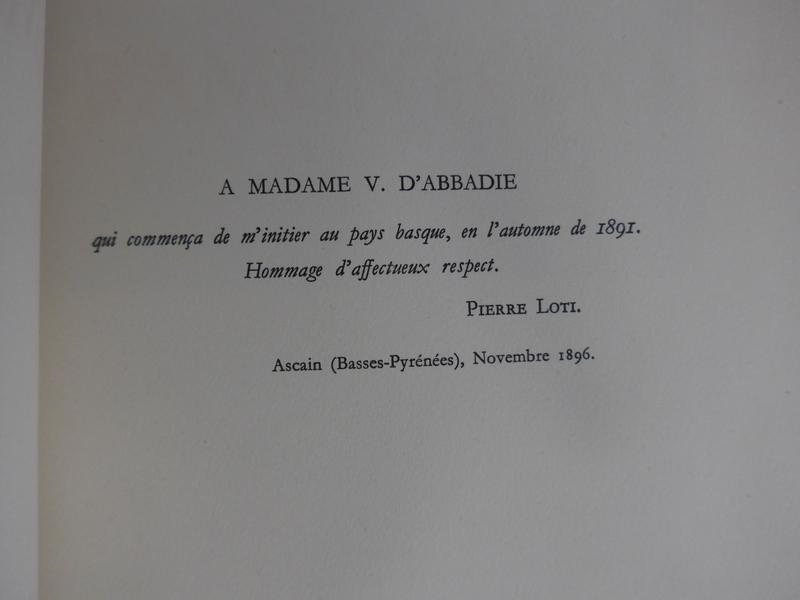 A MADAME V. D'ABBADIE
qui commença de m'initier au pays basque, en l'automne de 1891.
Hommage d'affectueux respect.
PIERRE LOTI.
Ascain (Basses-Pyrénées), Novembre 1896.